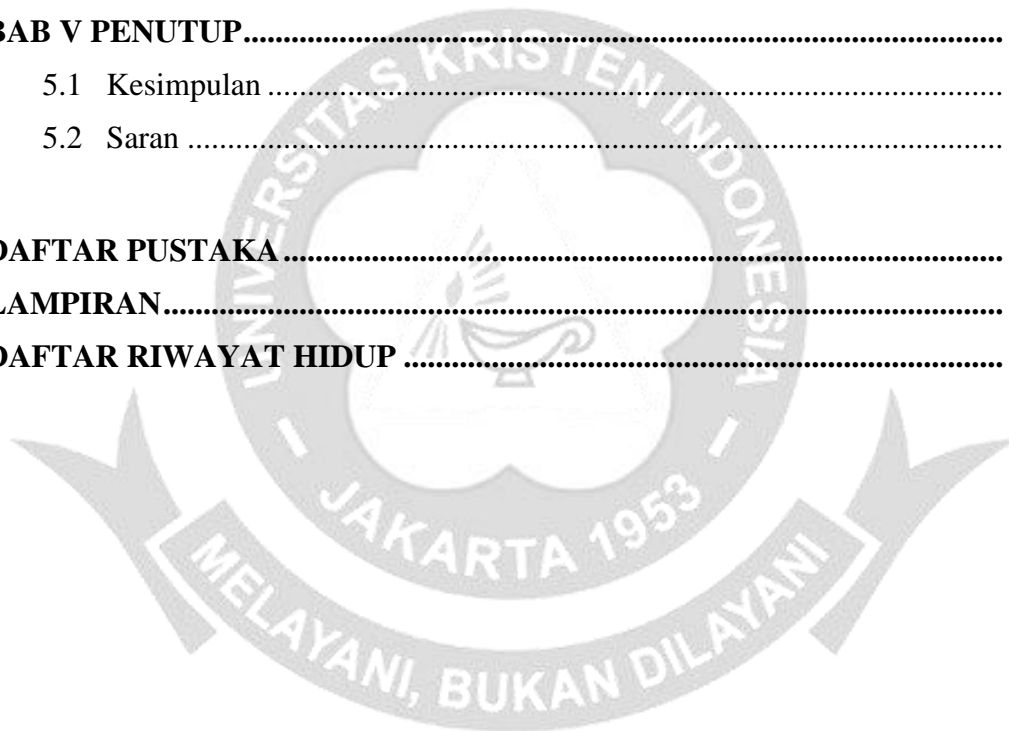 BAB V PENUTUP................................................................................................
5.1 Kesimpulan ............................................................................................
5.2 Saran ......................................................................................................
DAFTAR PUSTAKA...........................................................................................
LAMPIRAN.........................................................................................................
DAFTAR RIWAYAT HIDUP ...........................................................................
UNIVERSITAS KRISTEN INDONESIA
- JAKARTA 1953 -
MELAYANI, BUKAN DILAYANI